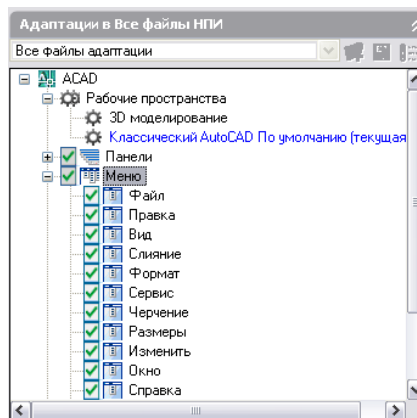 Адаптации в Все файлы НПИ
Все файлы адаптации
ACAD
Рабочие пространства
3D моделирование
Классический AutoCAD По умолчанию (текущая
Панели
Меню
Файл
Правка
Вид
Слияние
Формат
Сервис
Черчение
Размеры
Изменить
Окно
Справка